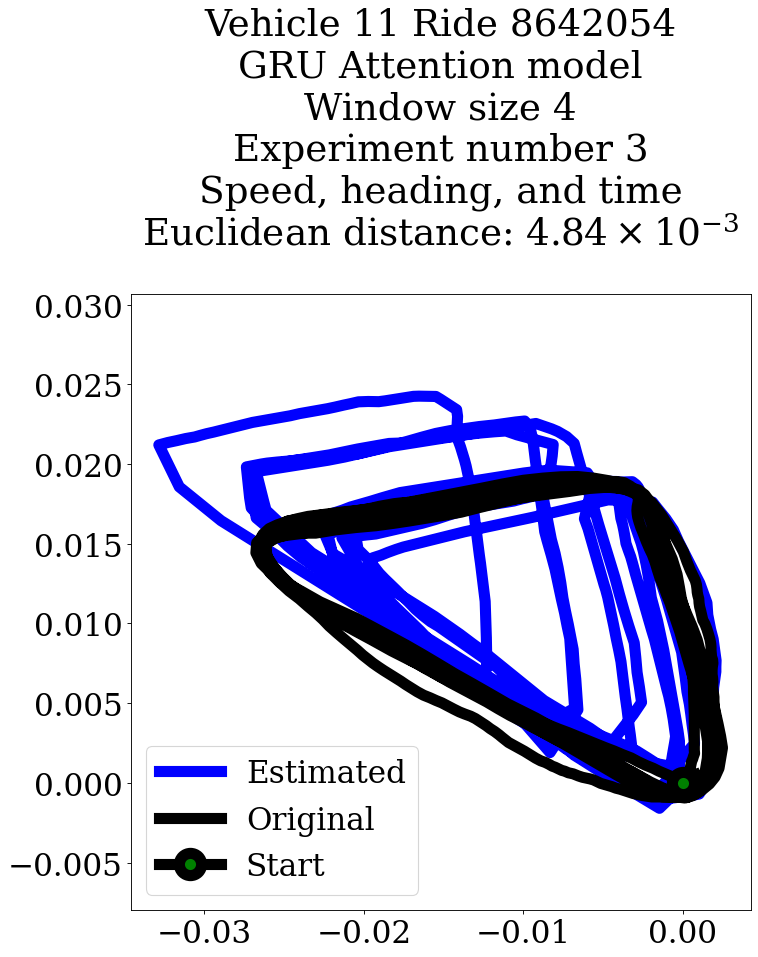 Vehicle 11 Ride 8642054
GRU Attention model
Window size 4
Experiment number 3
Speed, heading, and time
Euclidean distance: 4.84 × 10⁻³
0.030
0.025
0.020
0.015
0.010
0.005
0.000
−0.005
Estimated
Original
Start
−0.03 −0.02 −0.01 0.00